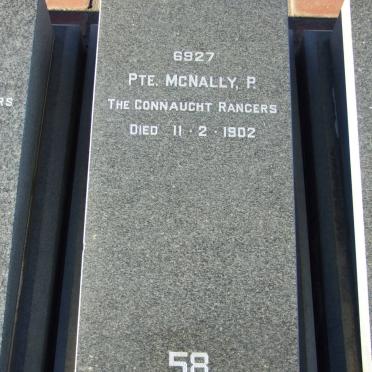 6927
PTE. MCNALLY, P.
THE CONNAUGHT RANGERS
DIED 11 · 2 · 1902
58